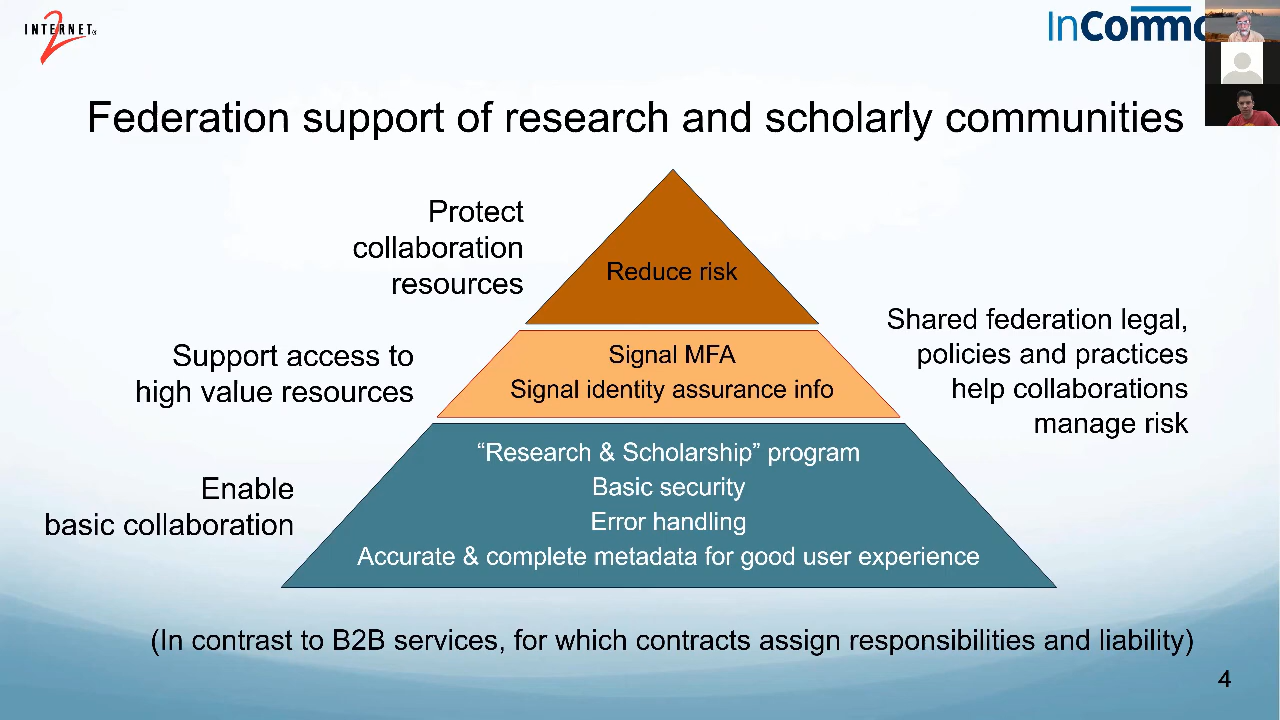 INTERNET
2
InCommo
Federation support of research and scholarly communities
Protect
collaboration
resources
Reduce risk
Shared federation legal,
policies and practices
help collaborations
manage risk
Support access to
high value resources
Signal MFA
Signal identity assurance info
Enable
basic collaboration
“Research & Scholarship” program
Basic security
Error handling
Accurate & complete metadata for good user experience
(In contrast to B2B services, for which contracts assign responsibilities and liability)
4